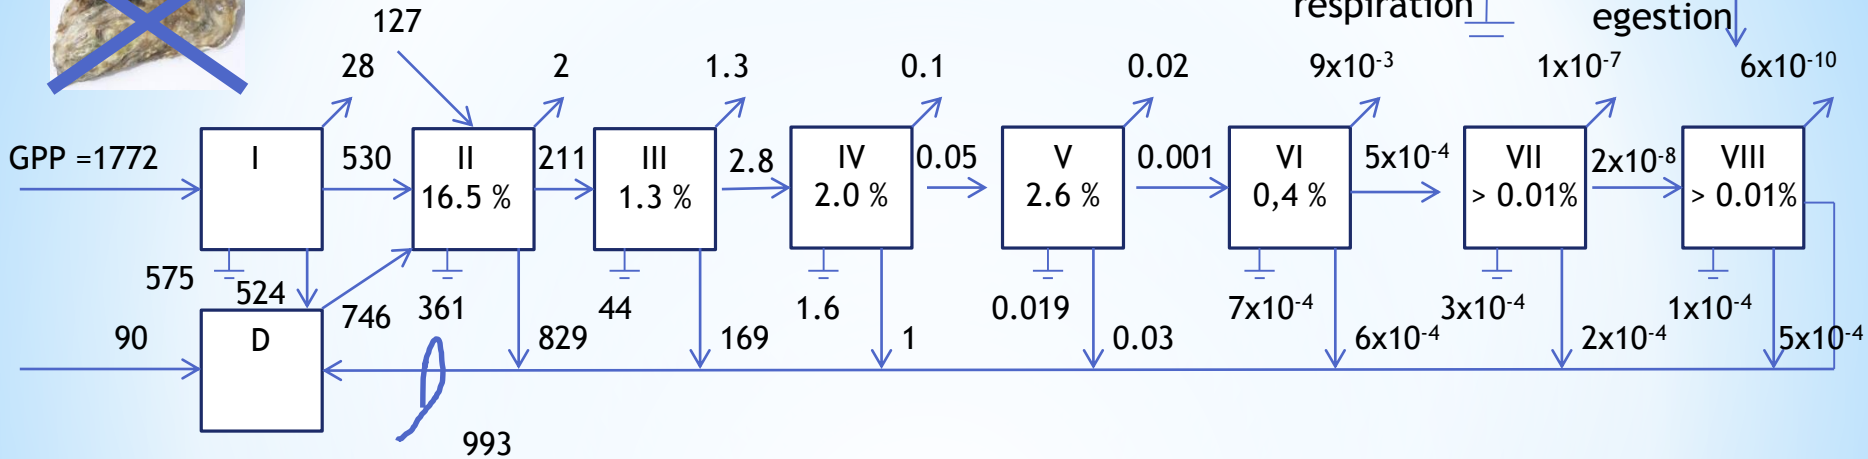 respiration
egestion
127
28
2
1.3
0.1
0.02
9x10⁻³
1x10⁻⁷
6x10⁻¹⁰
GPP =1772
I
530
II
16.5 %
211
III
1.3 %
2.8
IV
2.0 %
0.05
V
2.6 %
0.001
VI
0,4 %
5x10⁻⁴
VII
> 0.01%
2x10⁻⁸
VIII
> 0.01%
575
524
746
361
44
1.6
0.019
7x10⁻⁴
3x10⁻⁴
1x10⁻⁴
90
D
829
169
1
0.03
6x10⁻⁴
2x10⁻⁴
5x10⁻⁴
993